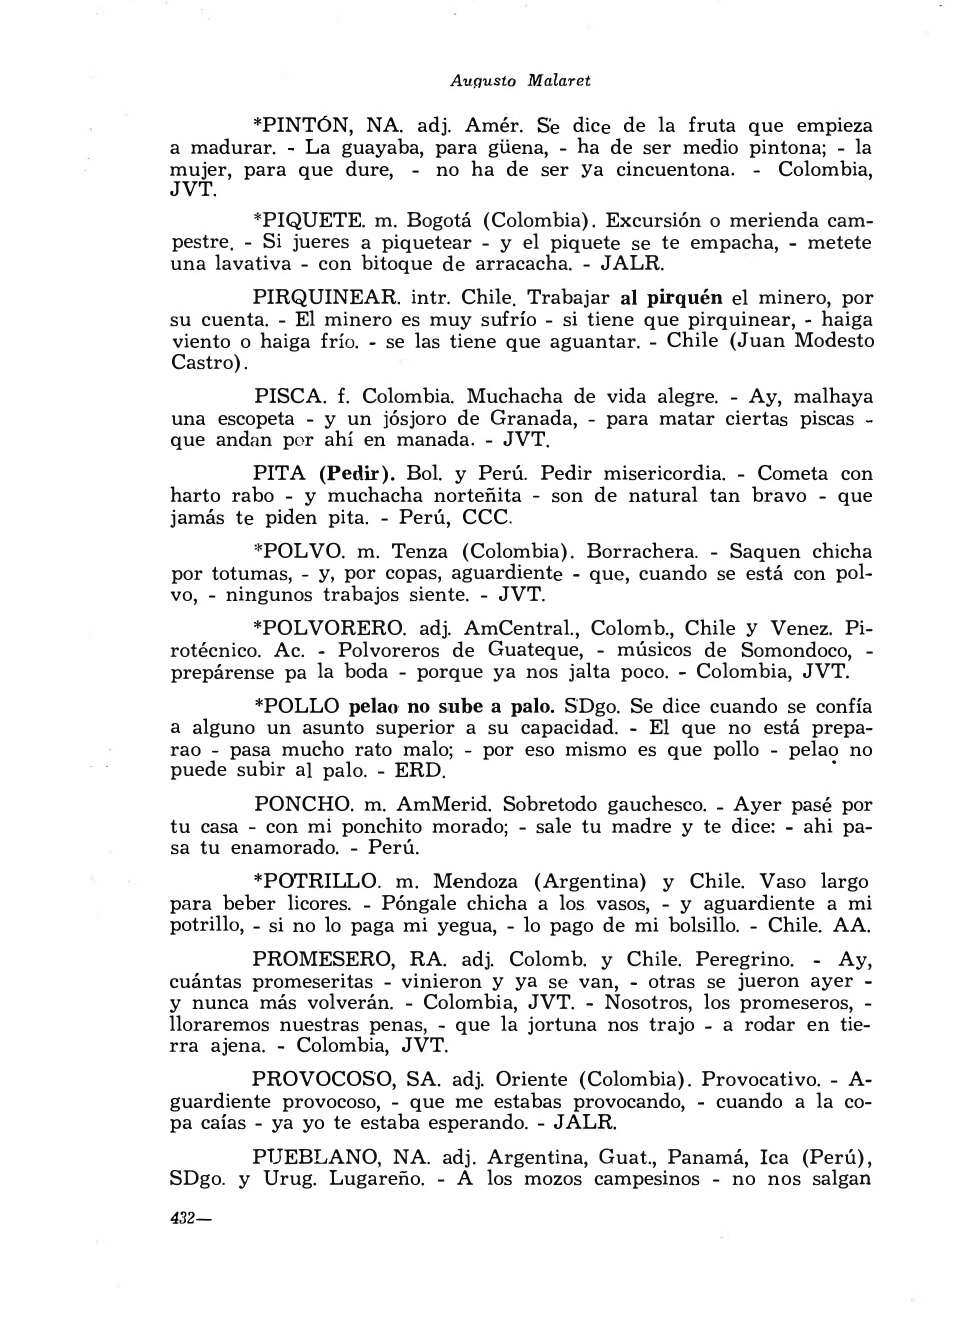 Augusto Malaret
*PINTÓN, NA. adj. Amér. Se dice de la fruta que empieza
a madurar. - La guayaba, para güena, - ha de ser medio pintona; - la
mujer, para que dure, - no ha de ser ya cincuentona. - Colombia,
JVT.
*PIQUETE. m. Bogotá (Colombia). Excursión o merienda cam-
pestre. - Si jueres a piquetear - y el piquete se te empacha, - metete
una lavativa - con bitoque de arracacha. - JALR.
PIRQUINEAR. intr. Chile. Trabajar al pirquén el minero, por
su cuenta. - El minero es muy sufrío - si tiene que pirquinear, - haiga
viento o haiga frío. - se las tiene que aguantar. - Chile (Juan Modesto
Castro).
PISCA. f. Colombia. Muchacha de vida alegre. - Ay, malhaya
una escopeta - y un jósjoro de Granada, - para matar ciertas piscas -
que andan por ahí en manada. - JVT.
PITA (Pedir). Bol. y Perú. Pedir misericordia. - Cometa con
harto rabo - y muchacha norteñita - son de natural tan bravo - que
jamás te piden pita. - Perú, CCC.
*POLVO. m. Tenza (Colombia). Borrachera. - Saquen chicha
por totumas, - y, por copas, aguardiente - que, cuando se está con pol-
vo, - ningunos trabajos siente. - JVT.
*POLVORERO. adj. AmCentral., Colomb., Chile y Venez. Pi-
rotécnico. Ac. - Polvoreros de Guateque, - músicos de Somondoco, -
prepárense pa la boda - porque ya nos jalta poco. - Colombia, JVT.
*POLLO pelao no sube a palo. SDgo. Se dice cuando se confía
a alguno un asunto superior a su capacidad. - El que no está prepa-
rao - pasa mucho rato malo; - por eso mismo es que pollo - pelao no
puede subir al palo. - ERD.
PONCHO. m. AmMerid. Sobretodo gauchesco. - Ayer pasé por
tu casa - con mi ponchito morado; - sale tu madre y te dice: - ahi pa-
sa tu enamorado. - Perú.
*POTRILLO. m. Mendoza (Argentina) y Chile. Vaso largo
para beber licores. - Póngale chicha a los vasos, - y aguardiente a mi
potrillo, - si no lo paga mi yegua, - lo pago de mi bolsillo. - Chile. AA.
PROMESERO, RA. adj. Colomb. y Chile. Peregrino. - Ay,
cuántas promeseritas - vinieron y ya se van, - otras se jueron ayer -
y nunca más volverán. - Colombia, JVT. - Nosotros, los promeseros, -
lloraremos nuestras penas, - que la jortuna nos trajo - a rodar en tie-
rra ajena. - Colombia, JVT.
PROVOCOSO, SA. adj. Oriente (Colombia). Provocativo. - A-
guardiente provocoso, - que me estabas provocando, - cuando a la co-
pa caías - ya yo te estaba esperando. - JALR.
PUEBLANO, NA. adj. Argentina, Guat., Panamá, Ica (Perú),
SDgo. y Urug. Lugareño. - A los mozos campesinos - no nos salgan
432—